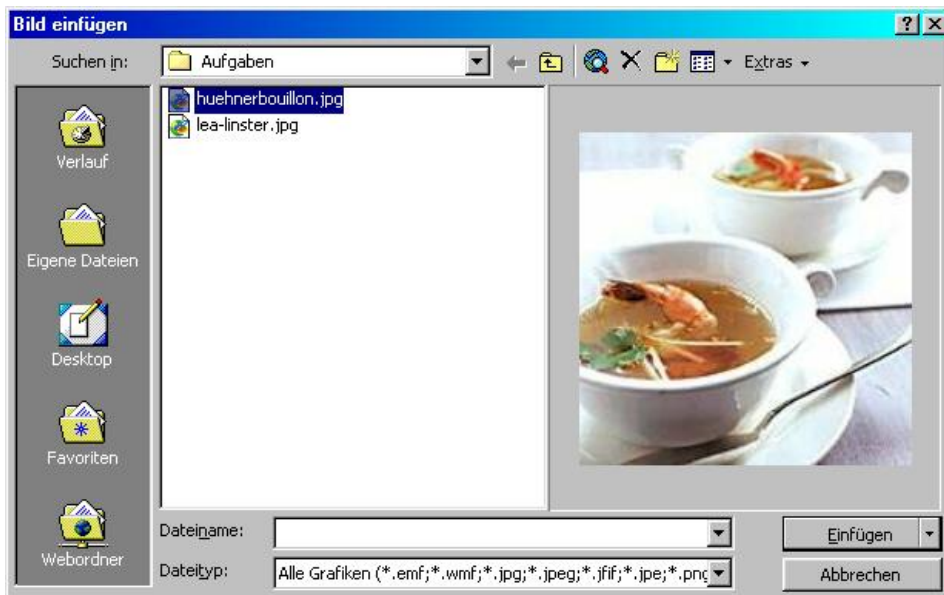 Bild einfügen
Suchen in:
Aufgaben
Extras
huehnerbouillon.jpg
lea-linster.jpg
Verlauf
Eigene Dateien
Desktop
Favoriten
Webordner
Dateiname:
Einfügen
Dateityp:
Alle Grafiken (*.emf;*.wmf;*.jpg;*.jpeg;*.jfif;*.jpe;*.png
Abbrechen